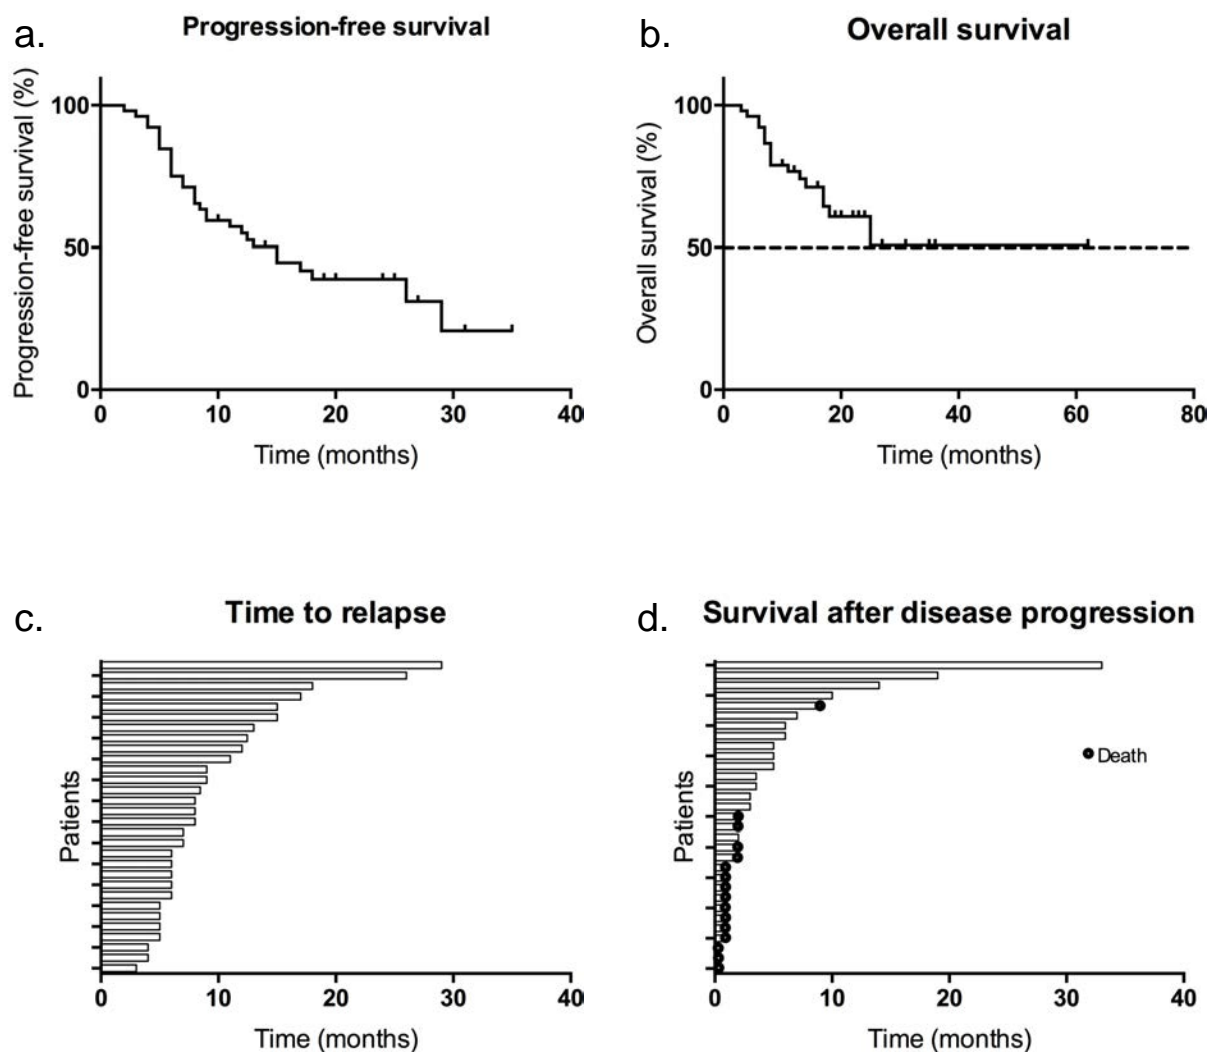 a.
Progression-free survival
Progression-free survival (%)
100
50
0
0 10 20 30 40
Time (months)
b.
Overall survival
Overall survival (%)
100
50
0
0 20 40 60 80
Time (months)
c.
Time to relapse
Patients
0 10 20 30 40
Time (months)
d.
Survival after disease progression
Death
Patients
0 10 20 30 40
Time (months)